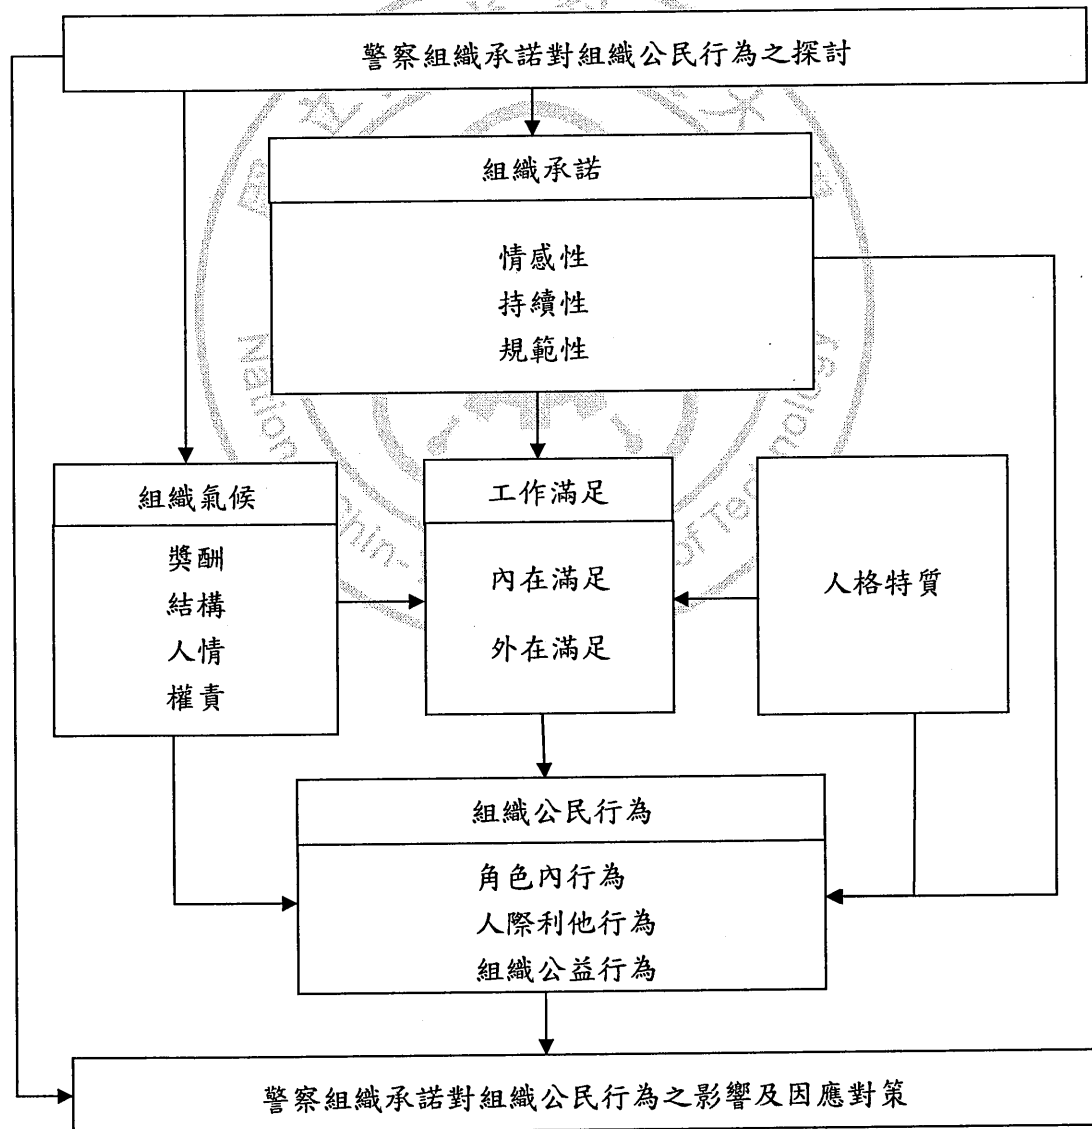 警察組織承諾對組織公民行為之探討
組織承諾
情感性
持續性
規範性
組織氣候
獎酬
結構
人情
權責
工作滿足
內在滿足
外在滿足
人格特質
組織公民行為
角色內行為
人際利他行為
組織公益行為
警察組織承諾對組織公民行為之影響及因應對策